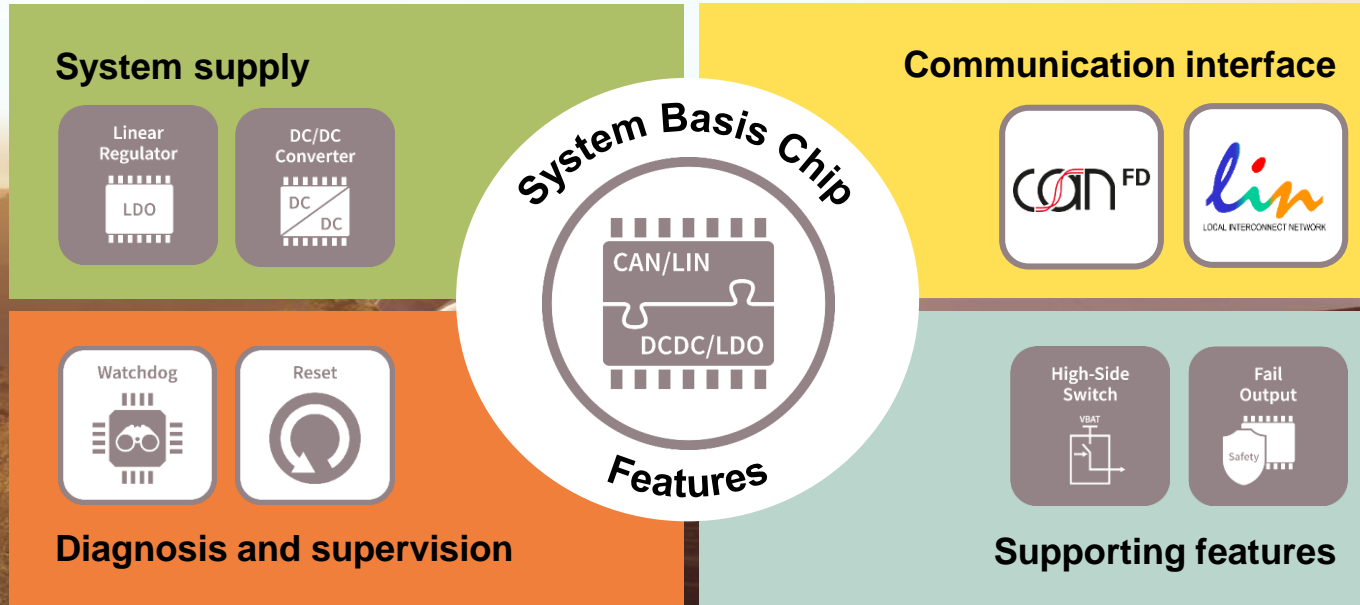 System supply
Linear
Regulator
LDO
DC/DC
Converter
DC
DC
Communication interface
CAN FD
lin
LOCAL INTERCONNECT NETWORK
System Basis Chip
CAN/LIN
DCDC/LDO
Features
Watchdog
Reset
Diagnosis and supervision
High-Side
Switch
VBAT
Fail
Output
Safety
Supporting features